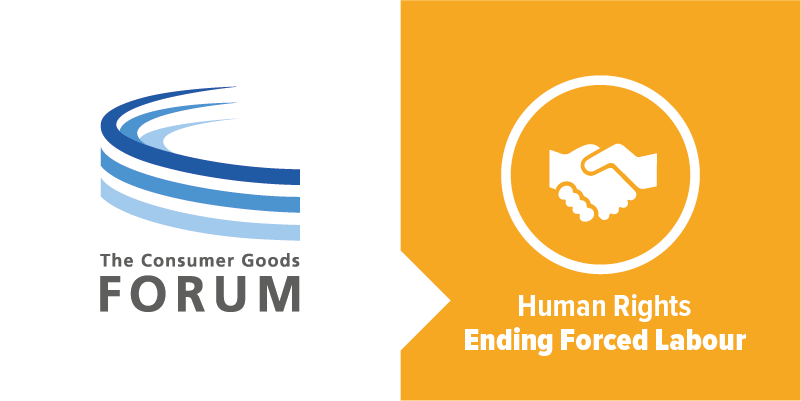 The Consumer Goods
FORUM
Human Rights
Ending Forced Labour